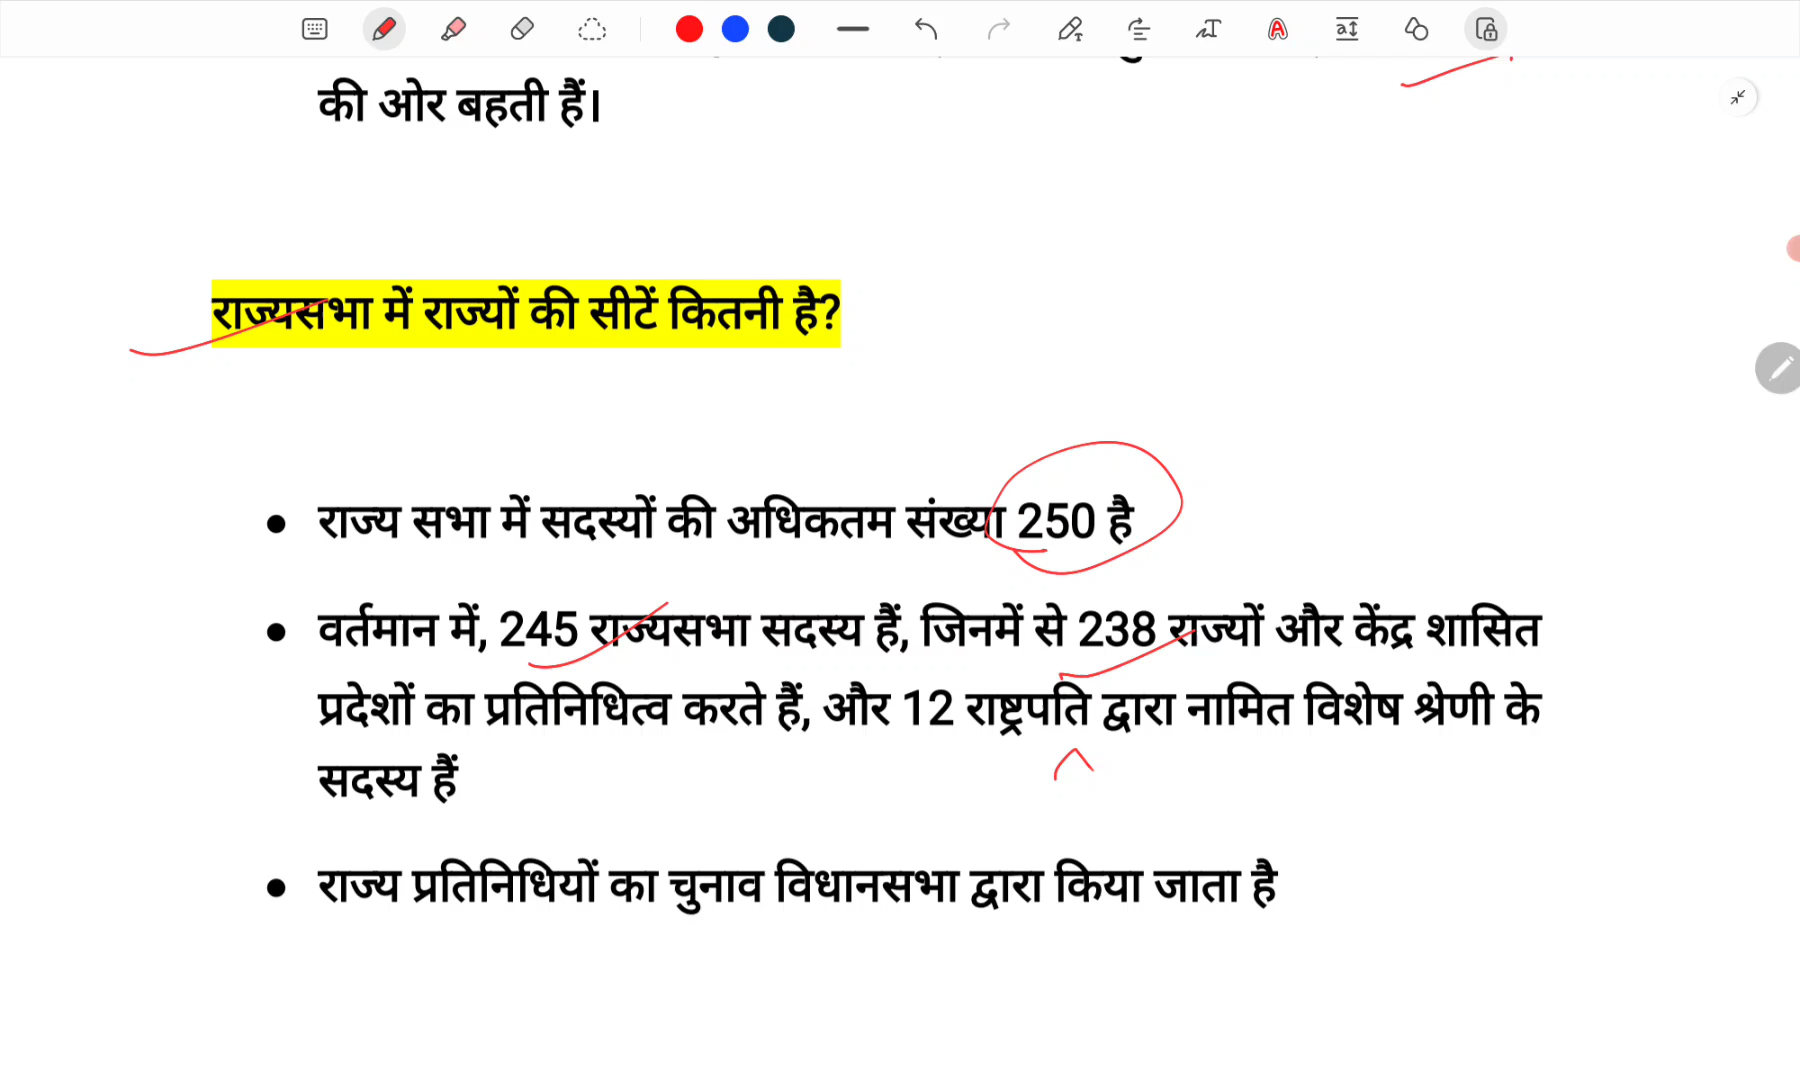 की ओर बहती हैं।
राज्यसभा में राज्यों की सीटें कितनी है?
● राज्य सभा में सदस्यों की अधिकतम संख्या 250 है
● वर्तमान में, 245 राज्यसभा सदस्य हैं, जिनमें से 238 राज्यों और केंद्र शासित
प्रदेशों का प्रतिनिधित्व करते हैं, और 12 राष्ट्रपति द्वारा नामित विशेष श्रेणी के
सदस्य हैं
● राज्य प्रतिनिधियों का चुनाव विधानसभा द्वारा किया जाता है